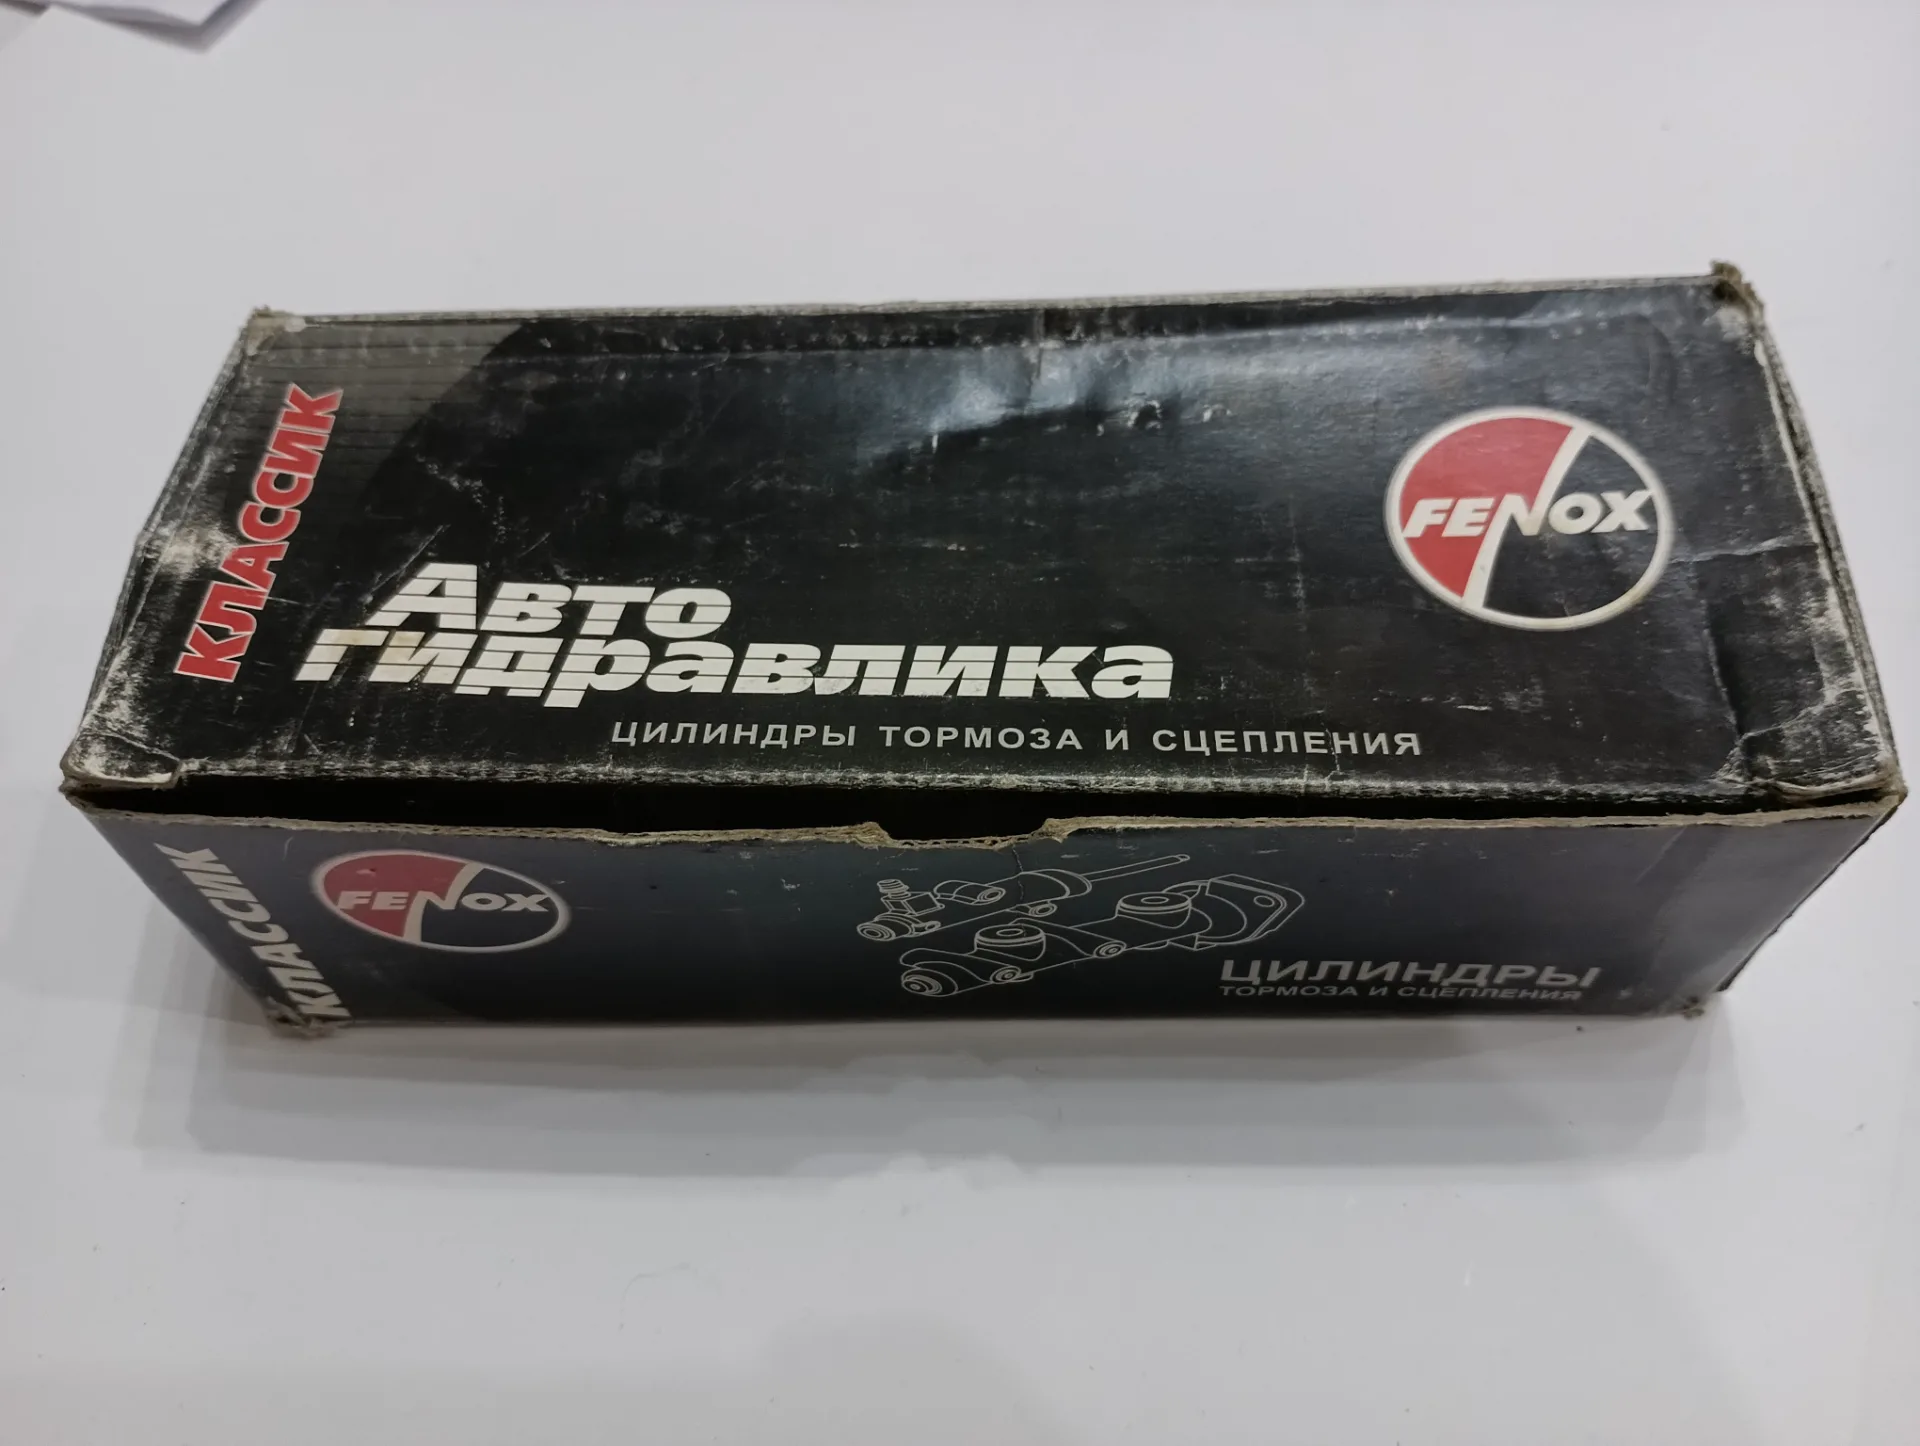 КЛАССИК
FENOX
Авто
гидравлика
ЦИЛИНДРЫ ТОРМОЗА И СЦЕПЛЕНИЯ
КЛАССИК
FENOX
ЦИЛИНДРЫ
ТОРМОЗА И СЦЕПЛЕНИЯ